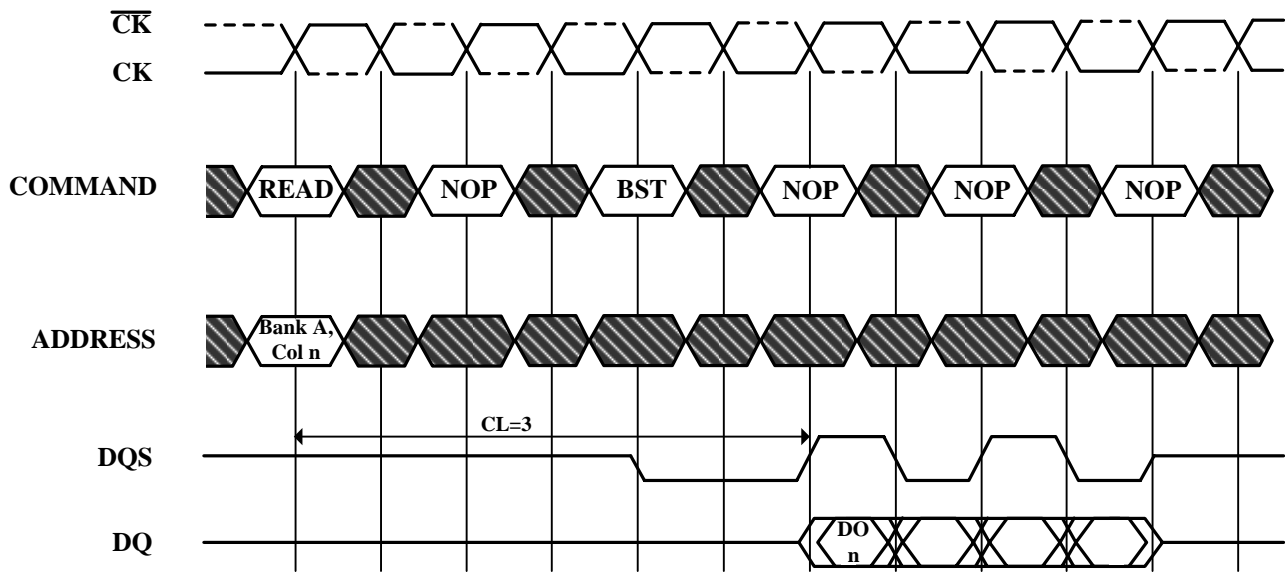 CK
CK
COMMAND
READ NOP BST NOP NOP NOP
ADDRESS
Bank A,
Col n
CL=3
DQS
DQ
DO
n